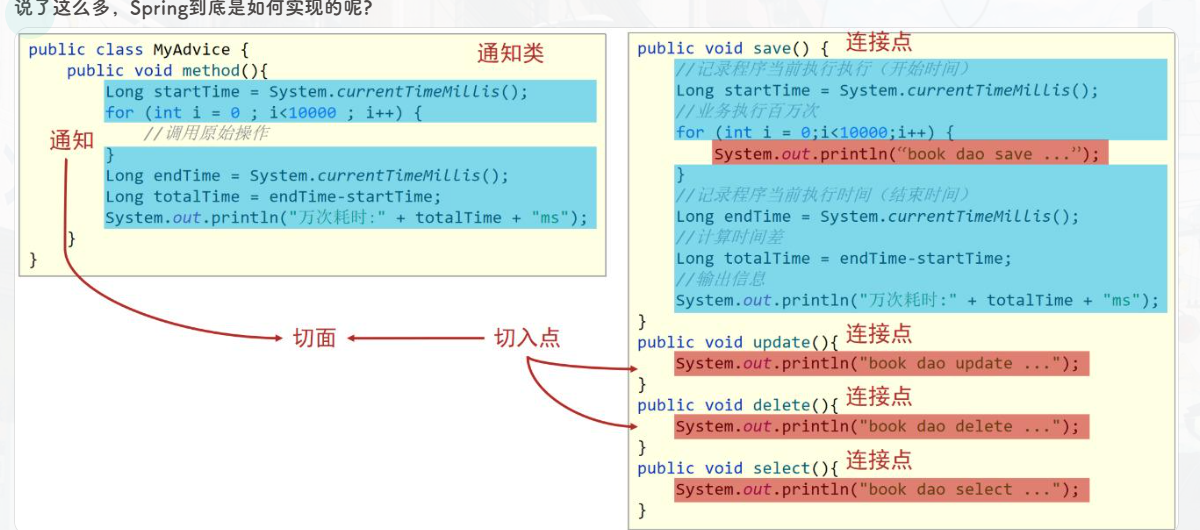 说了这么多，Spring到底是如何实现的呢?
public class MyAdvice {
通知类
public void method(){
Long startTime = System.currentTimeMillis();
for (int i = 0 ; i<10000 ; i++) {
//调用原始操作
通知
}
Long endTime = System.currentTimeMillis();
Long totalTime = endTime-startTime;
System.out.println("万次耗时:" + totalTime + "ms");
}
}
切面
切入点
public void save() {
连接点
//记录程序当前执行执行（开始时间）
Long startTime = System.currentTimeMillis();
//业务执行百万次
for (int i = 0;i<10000;i++) {
System.out.println(“book dao save ...”);
}
//记录程序当前执行时间（结束时间）
Long endTime = System.currentTimeMillis();
//计算时间差
Long totalTime = endTime-startTime;
//输出信息
System.out.println("万次耗时:" + totalTime + "ms");
}
连接点
public void update(){
System.out.println("book dao update ...");
}
连接点
public void delete(){
System.out.println("book dao delete ...");
}
连接点
public void select(){
System.out.println("book dao select ...");
}